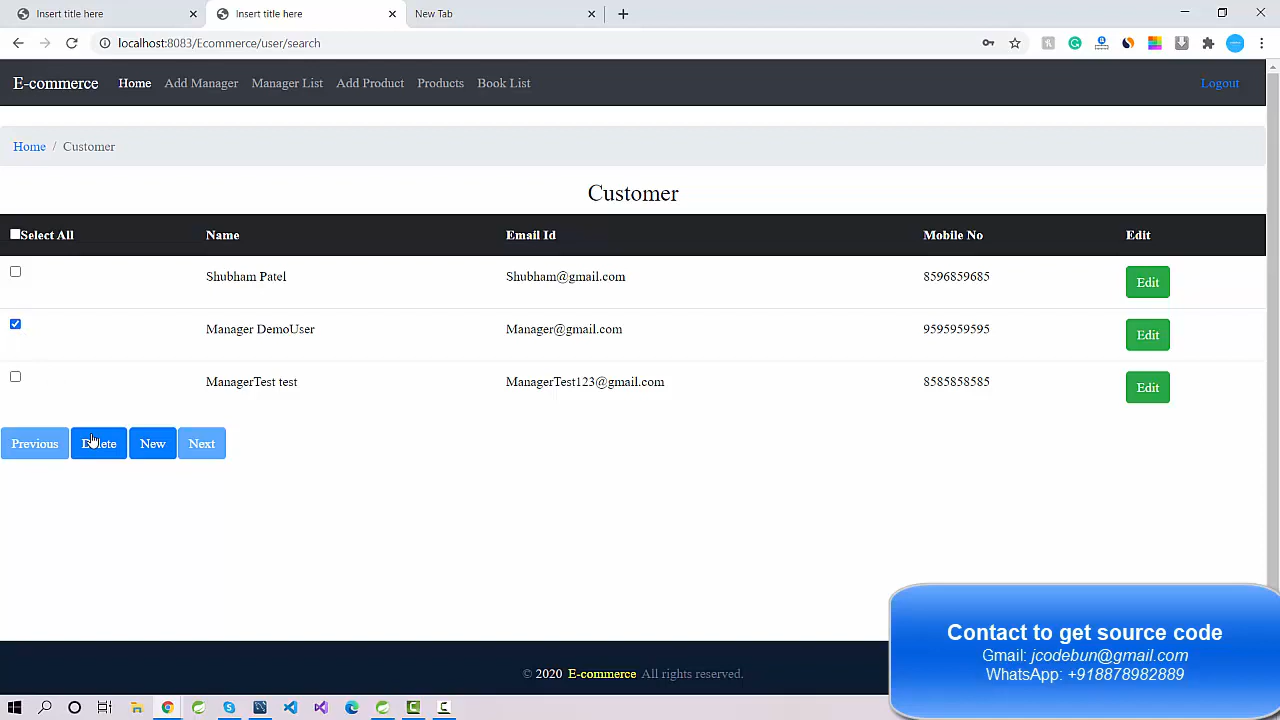 Insert title here
Insert title here
New Tab
localhost:8083/Ecommerce/user/search
E-commerce Home Add Manager Manager List Add Product Products Book List Logout
Home / Customer
Customer
Select All Name Email Id Mobile No Edit
Shubham Patel Shubham@gmail.com 8596859685 Edit
Manager DemoUser Manager@gmail.com 9595959595 Edit
ManagerTest test ManagerTest123@gmail.com 8585858585 Edit
Previous Delete New Next
Contact to get source code
Gmail: jcodebun@gmail.com
WhatsApp: +918878982889
© 2020 E-commerce All rights reserved.